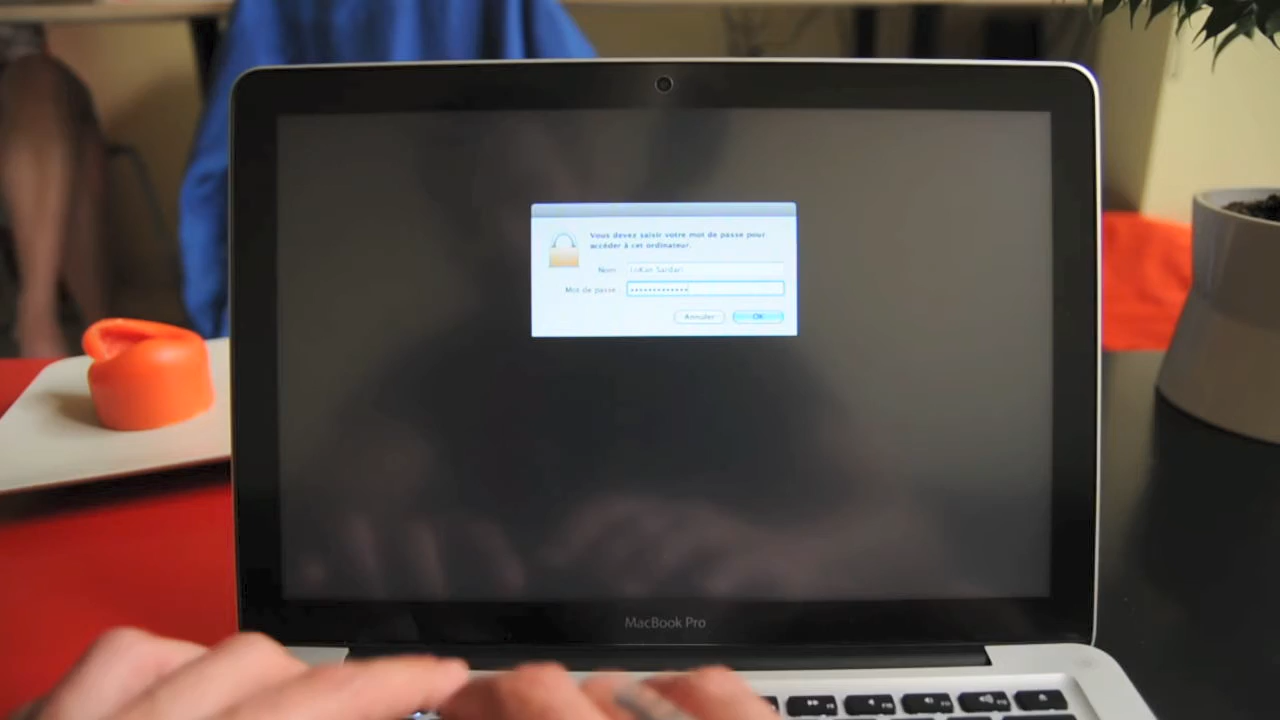 Vous devez saisir votre mot de passe pour
accéder à cet ordinateur.
Nom:
Mot de passe:
Annuler OK
MacBook Pro